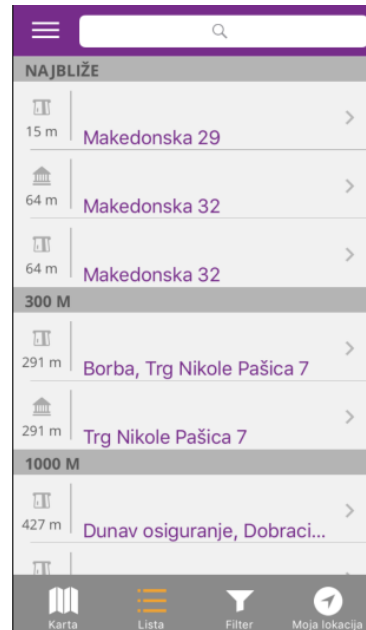 NAJBLIŽE
15 m
Makedonska 29
64 m
Makedonska 32
64 m
Makedonska 32
300 M
291 m
Borba, Trg Nikole Pašica 7
291 m
Trg Nikole Pašica 7
1000 M
427 m
Dunav osiguranje, Dobraci...
Karta Lista Filter Moja lokacija